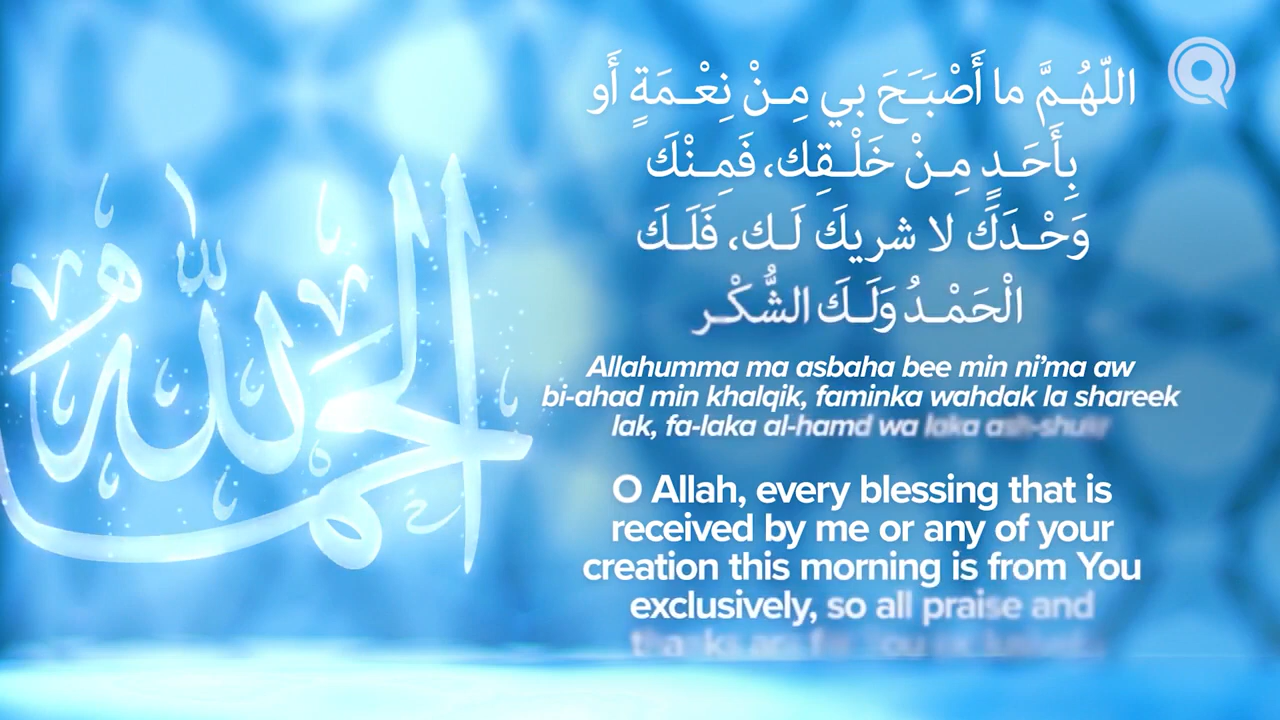 الحمد لله
اللّهُـمَّ ما أَصْبَـَحَ بي مِـنْ نِعْـمَةٍ أَو
بِأَحَـدٍ مِـنْ خَلْـقِك، فَمِـنْكَ
وَحْـدَكَ لا شريكَ لَـك، فَلَـكَ
الْحَمْـدُ وَلَـكَ الشُّكْـر
Allahumma ma asbaha bee min ni’ma aw
bi-ahad min khalqik, faminka wahdak la shareek
lak, fa-laka al-hamd wa laka ash-shukr
O Allah, every blessing that is
received by me or any of your
creation this morning is from You
exclusively, so all praise and
thanks are for You